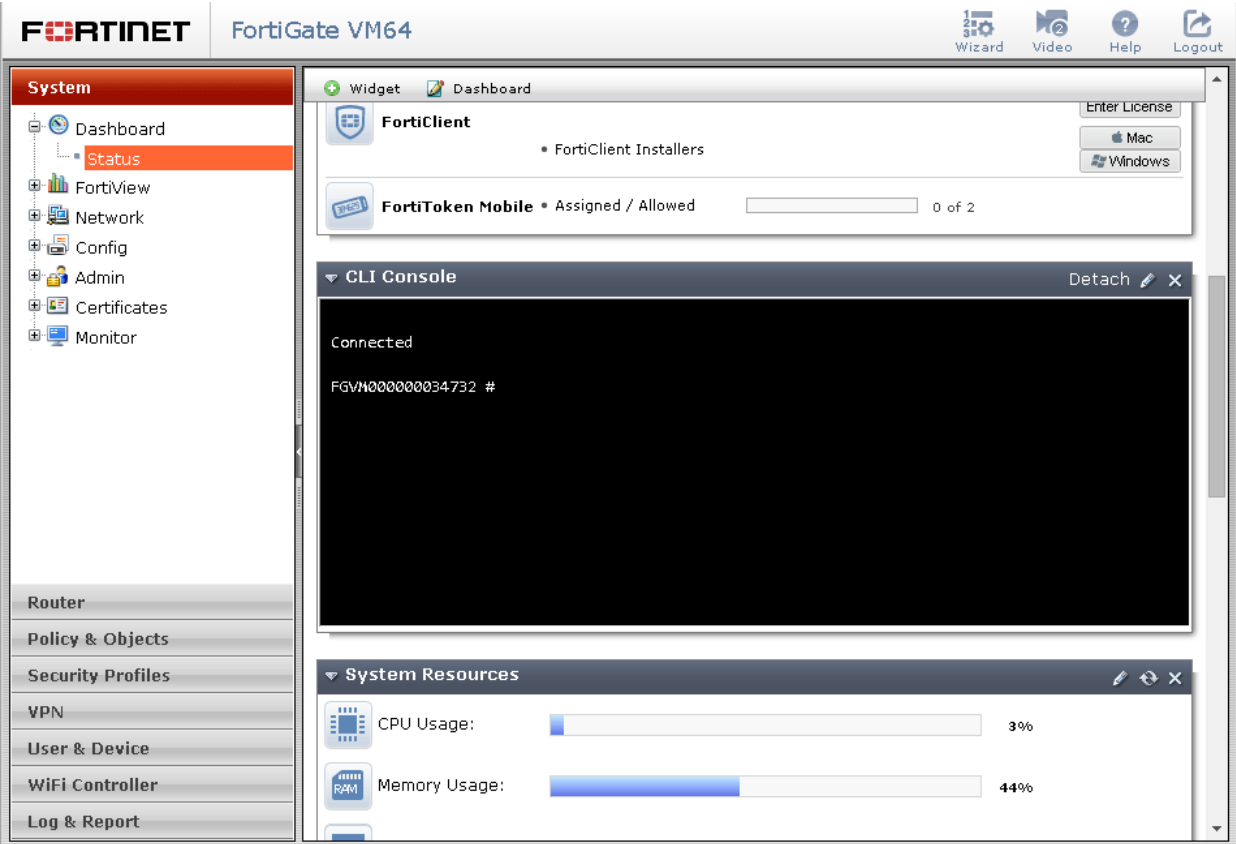 FORTINET
FortiGate VM64
Wizard
Video
Help
Logout
System
Dashboard
Status
FortiView
Network
Config
Admin
Certificates
Monitor
Router
Policy & Objects
Security Profiles
VPN
User & Device
WiFi Controller
Log & Report
Widget
Dashboard
FortiClient
Enter License
• FortiClient Installers
Mac
Windows
FortiToken Mobile • Assigned / Allowed 0 of 2
CLI Console
Detach
Connected
FGVM000000034732 #
System Resources
CPU Usage: 3%
RAM
Memory Usage: 44%